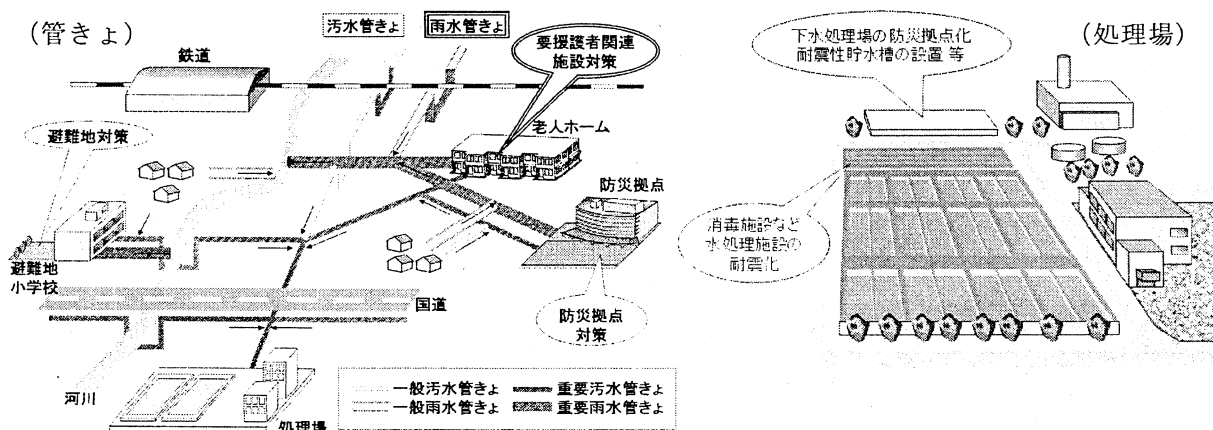 (管きょ)
汚水管きょ
雨水管きょ
要援護者関連
施設対策
鉄道
避難地対策
老人ホーム
防災拠点
避難地
小学校
国道
防災拠点
対策
河川
処理場
一般汚水管きょ
重要汚水管きょ
一般雨水管きょ
重要雨水管きょ
(処理場)
下水処理場の防災拠点化
耐震性貯水槽の設置 等
消毒施設など
水処理施設の
耐震化